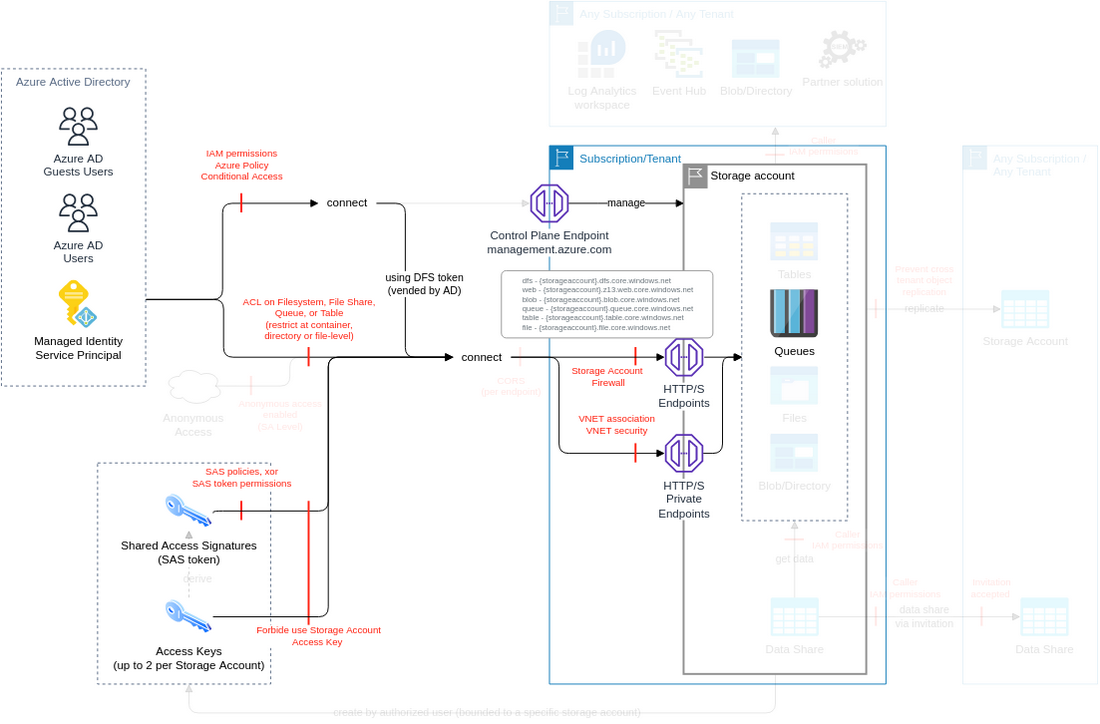 Any Subscription / Any Tenant
Log Analytics
workspace
Event Hub
Blob/Directory
Partner solution
SIEM
Caller
IAM permissions
Azure Active Directory
Azure AD
Guests Users
Azure AD
Users
Managed Identity
Service Principal
IAM permissions
Azure Policy
Conditional Access
connect
using DFS token
(vended by AD)
ACL on Filesystem, File Share,
Queue, or Table
(restrict at container,
directory or file-level)
Anonymous
Access
Anonymous access
enabled
(SA Level)
connect
CORS
(per endpoint)
SAS policies, xor
SAS token permissions
Shared Access Signatures
(SAS token)
derive
Access Keys
(up to 2 per Storage Account)
Forbide use Storage Account
Access Key
create by authorized user (bounded to a specific storage account)
Subscription/Tenant
Storage account
Control Plane Endpoint
management.azure.com
manage
dfs - {storageaccount}.dfs.core.windows.net
web - {storageaccount}.z13.web.core.windows.net
blob - {storageaccount}.blob.core.windows.net
queue - {storageaccount}.queue.core.windows.net
table - {storageaccount}.table.core.windows.net
file - {storageaccount}.file.core.windows.net
Storage Account
Firewall
HTTP/S
Endpoints
VNET association
VNET security
HTTP/S
Private
Endpoints
Tables
Queues
Files
Blob/Directory
Caller
IAM permissions
get data
Data Share
Any Subscription /
Any Tenant
Prevent cross
tenant object
replication
replicate
Storage Account
Caller
IAM permissions
Invitation
accepted
data share
via invitation
Data Share